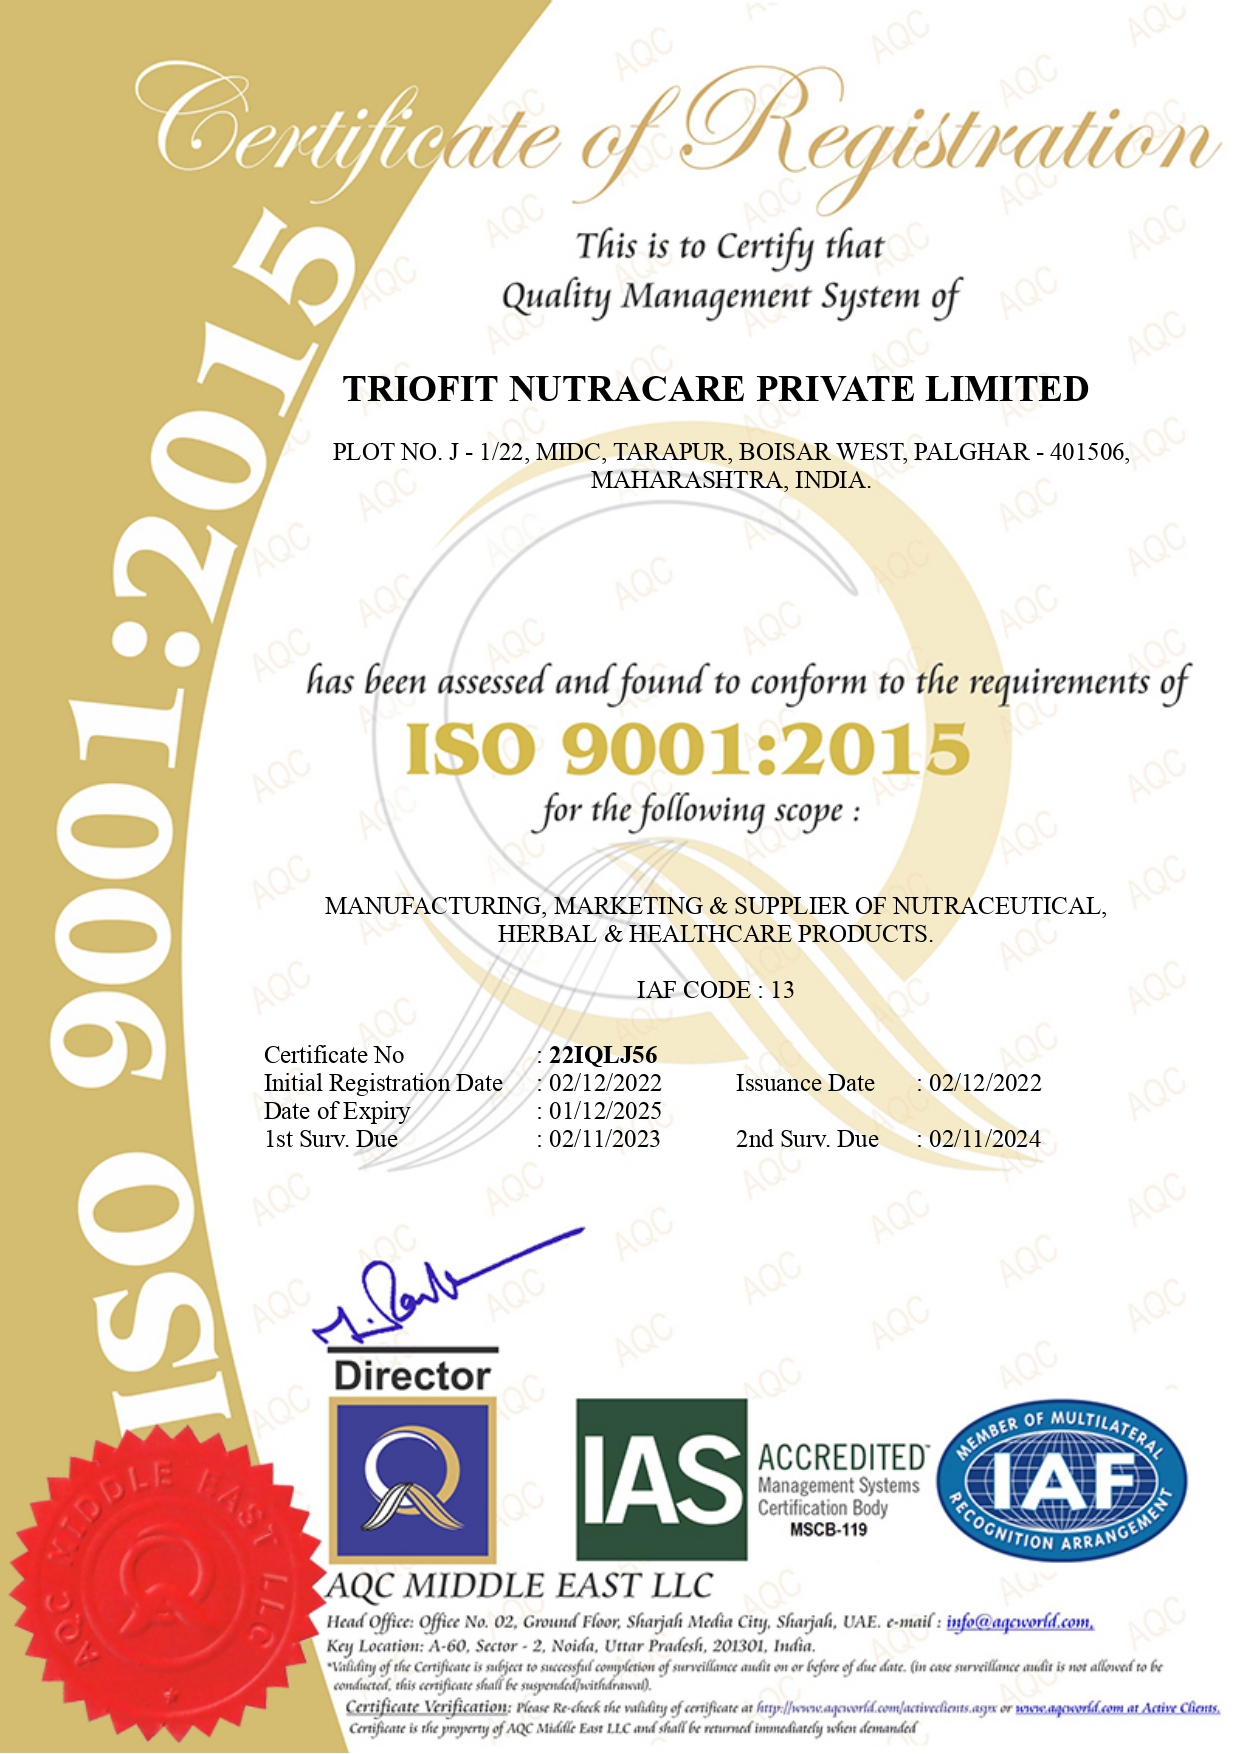 Certificate of Registration
ISO 9001:2015
This is to Certify that
Quality Management System of
TRIOFIT NUTRACARE PRIVATE LIMITED
PLOT NO. J - 1/22, MIDC, TARAPUR, BOISAR WEST, PALGHAR - 401506,
MAHARASHTRA, INDIA.
has been assessed and found to conform to the requirements of
ISO 9001:2015
for the following scope :
MANUFACTURING, MARKETING & SUPPLIER OF NUTRACEUTICAL,
HERBAL & HEALTHCARE PRODUCTS.
IAF CODE : 13
Certificate No : 22IQLJ56
Initial Registration Date : 02/12/2022 Issuance Date : 02/12/2022
Date of Expiry : 01/12/2025
1st Surv. Due : 02/11/2023 2nd Surv. Due : 02/11/2024
Director
IAS ACCREDITED
Management Systems
Certification Body
MSCB-119
MEMBER OF MULTILATERAL
IAF
RECOGNITION ARRANGEMENT
AQC MIDDLE EAST LLC
AQC MIDDLE EAST LLC
Head Office: Office No. 02, Ground Floor, Sharjah Media City, Sharjah, UAE. e-mail : info@aqcworld.com,
Key Location: A-60, Sector - 2, Noida, Uttar Pradesh, 201301, India.
*Validity of the Certificate is subject to successful completion of surveillance audit on or before of due date. (in case surveillance audit is not allowed to be
conducted, this certificate shall be suspended/withdrawal).
Certificate Verification: Please Re-check the validity of certificate at http://www.aqcworld.com/activeclients.aspx or www.aqcworld.com at Active Clients.
Certificate is the property of AQC Middle East LLC and shall be returned immediately when demanded